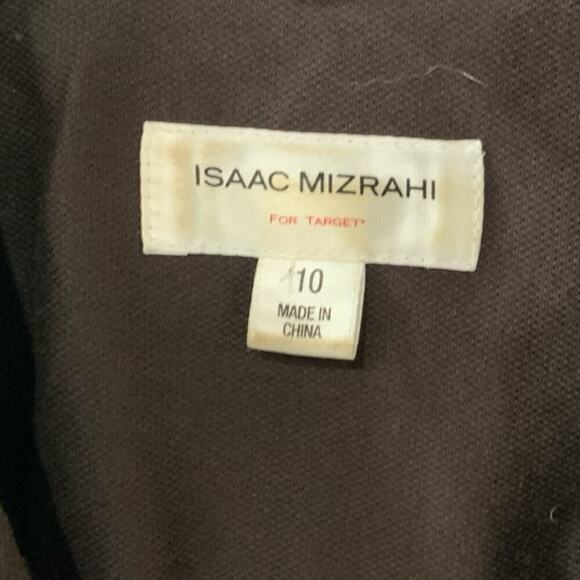 ISAAC MIZRAHI
FOR TARGET*
10
MADE IN
CHINA